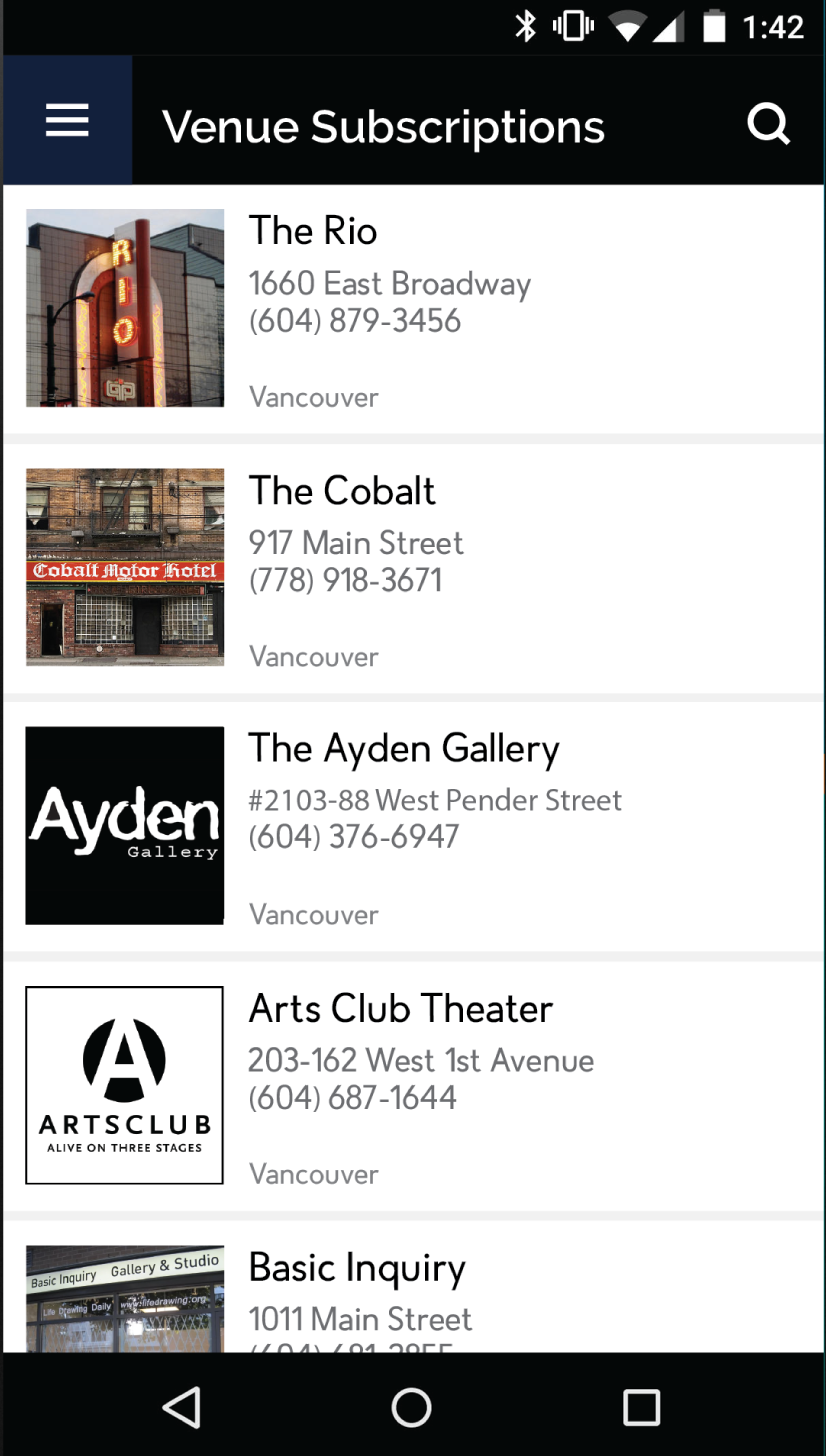 1:42
Venue Subscriptions
RIO
The Rio
1660 East Broadway
(604) 879-3456
Vancouver
Cobalt Motor Hotel
The Cobalt
917 Main Street
(778) 918-3671
Vancouver
Ayden
Gallery
The Ayden Gallery
#2103-88 West Pender Street
(604) 376-6947
Vancouver
A
ARTSCLUB
ALIVE ON THREE STAGES
Arts Club Theater
203-162 West 1st Avenue
(604) 687-1644
Vancouver
Basic Inquiry Gallery & Studio
Life Drawing Daily www.lifedrawing.org
Basic Inquiry
1011 Main Street
(604) 681-2855